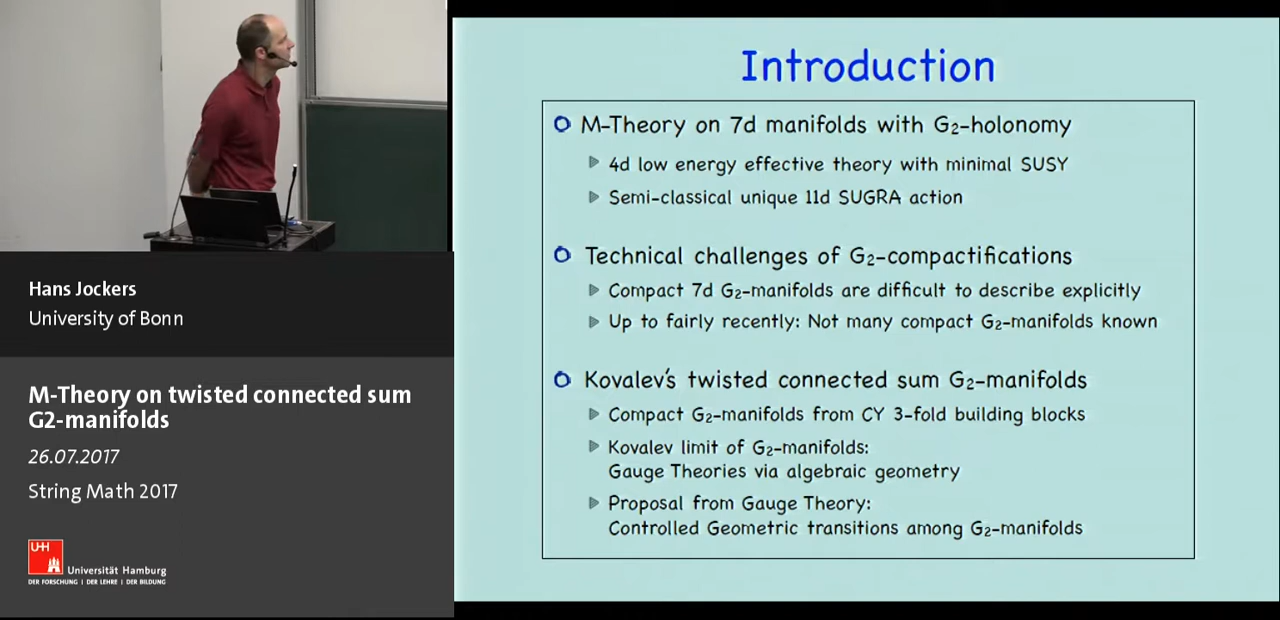 Introduction
M-Theory on 7d manifolds with G₂-holonomy
4d low energy effective theory with minimal SUSY
Semi-classical unique 11d SUGRA action
Technical challenges of G₂-compactifications
Compact 7d G₂-manifolds are difficult to describe explicitly
Up to fairly recently: Not many compact G₂-manifolds known
Kovalev's twisted connected sum G₂-manifolds
Compact G₂-manifolds from CY 3-fold building blocks
Kovalev limit of G₂-manifolds:
Gauge Theories via algebraic geometry
Proposal from Gauge Theory:
Controlled Geometric transitions among G₂-manifolds
Hans Jockers
University of Bonn
M-Theory on twisted connected sum
G2-manifolds
26.07.2017
String Math 2017
UH
Universität Hamburg
DER FORSCHUNG | DER LEHRE | DER BILDUNG